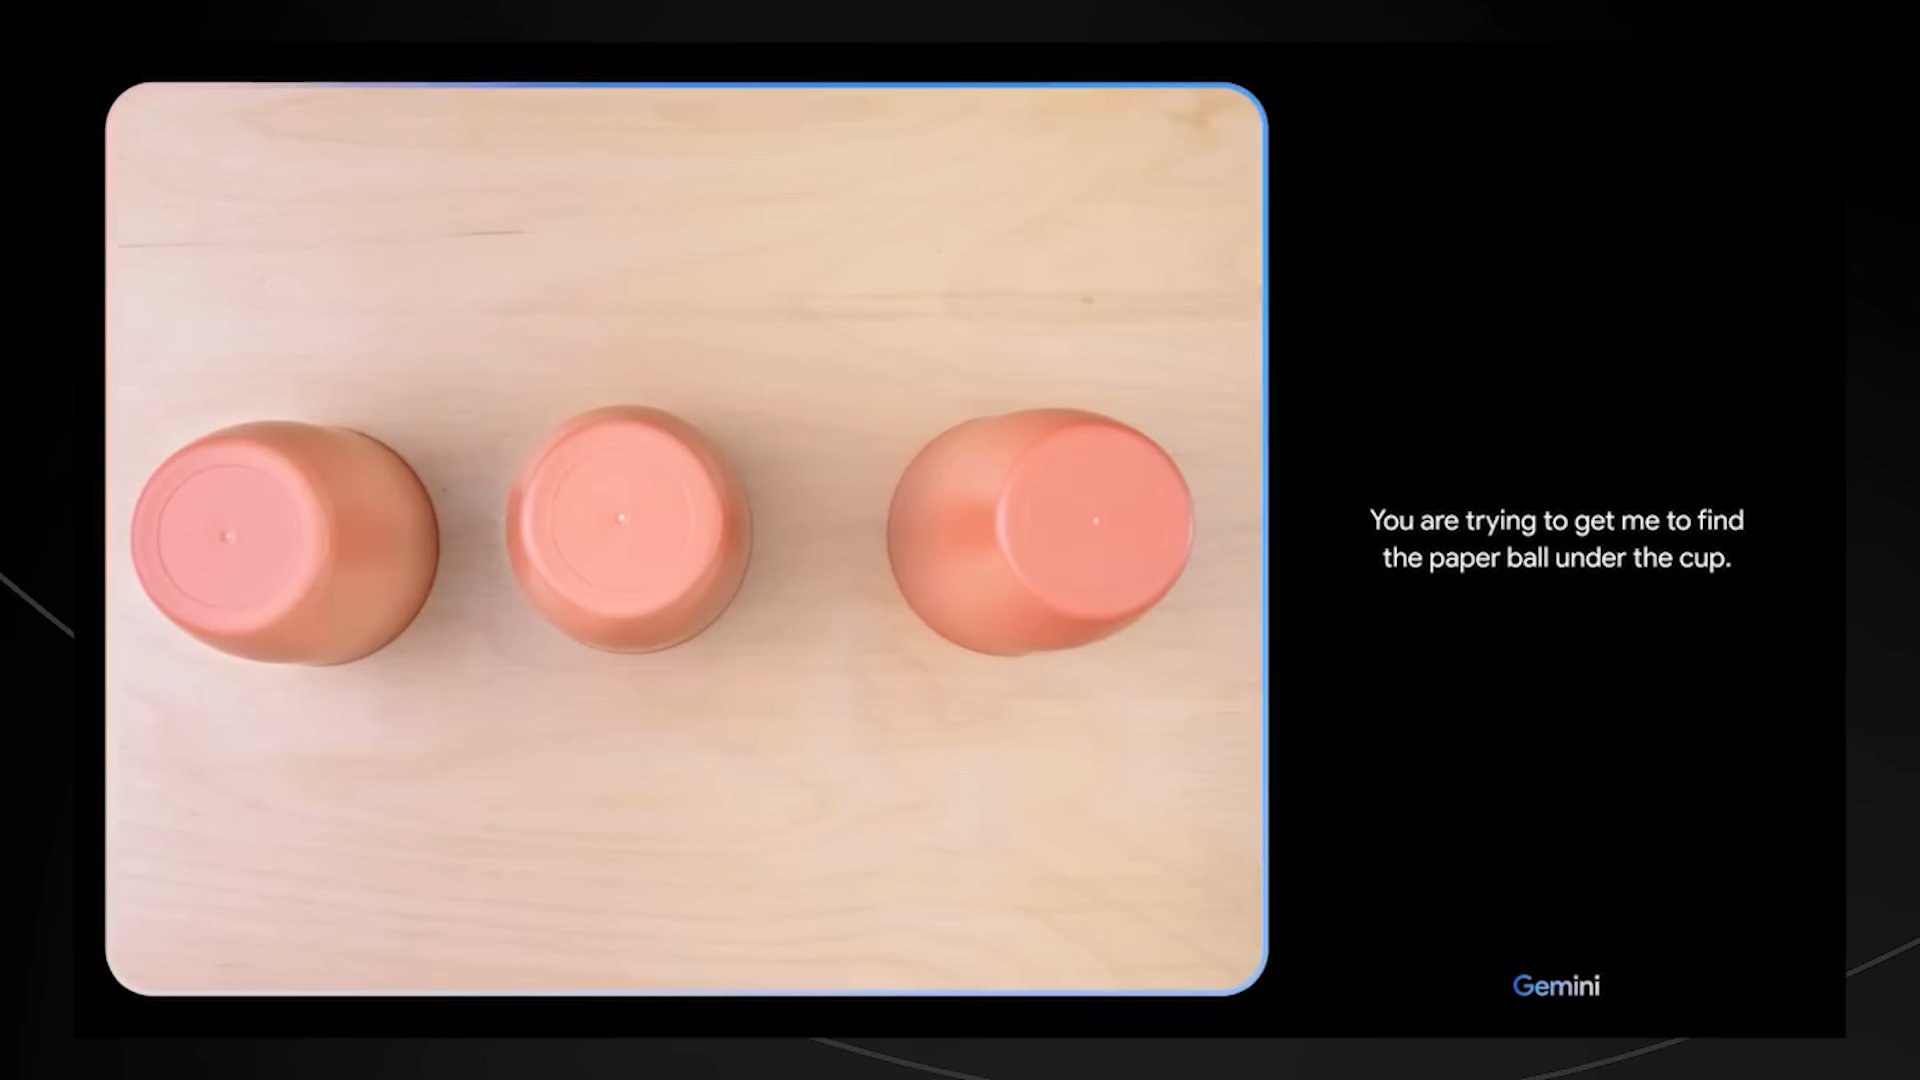 You are trying to get me to find
the paper ball under the cup.
Gemini